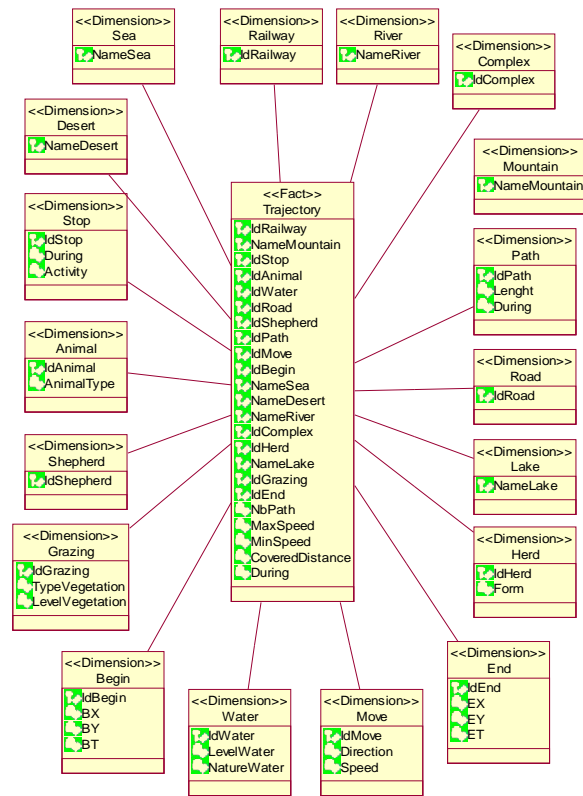 <<Dimension>>
Sea
NameSea
<<Dimension>>
Railway
IdRailway
<<Dimension>>
River
NameRiver
<<Dimension>>
Complex
IdComplex
<<Dimension>>
Desert
NameDesert
<<Dimension>>
Mountain
NameMountain
<<Dimension>>
Stop
IdStop
During
Activity
<<Fact>>
Trajectory
IdRailway
NameMountain
IdStop
IdAnimal
IdWater
IdRoad
IdShepherd
IdPath
IdMove
IdBegin
NameSea
NameDesert
NameRiver
IdComplex
IdHerd
NameLake
IdGrazing
IdEnd
NbPath
MaxSpeed
MinSpeed
CoveredDistance
During
<<Dimension>>
Path
IdPath
Lenght
During
<<Dimension>>
Animal
IdAnimal
AnimalType
<<Dimension>>
Road
IdRoad
<<Dimension>>
Shepherd
IdShepherd
<<Dimension>>
Lake
NameLake
<<Dimension>>
Grazing
IdGrazing
TypeVegetation
LevelVegetation
<<Dimension>>
Herd
IdHerd
Form
<<Dimension>>
Begin
IdBegin
BX
BY
BT
<<Dimension>>
Water
IdWater
LevelWater
NatureWater
<<Dimension>>
Move
IdMove
Direction
Speed
<<Dimension>>
End
IdEnd
EX
EY
ET